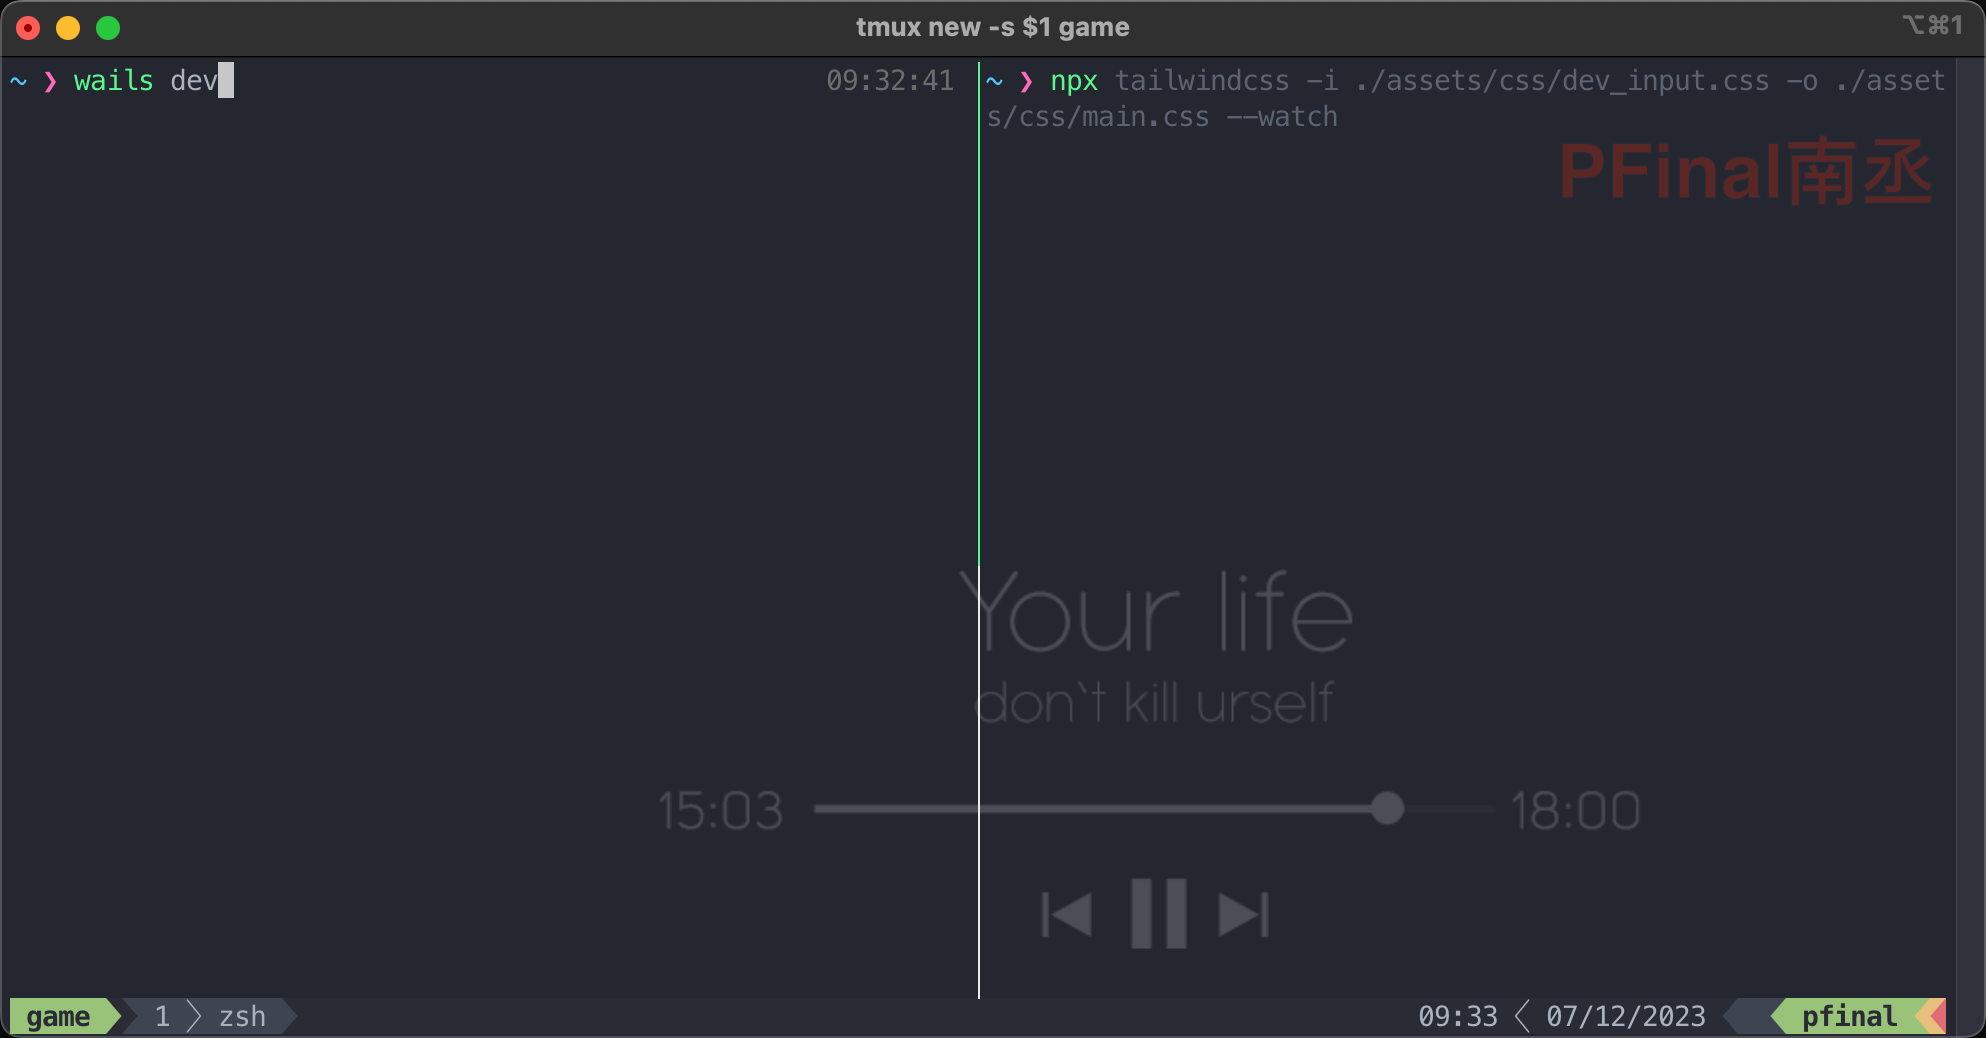 tmux new -s $1 game
⌥⌘1
~ ❯ wails dev
09:32:41
~ ❯ npx tailwindcss -i ./assets/css/dev_input.css -o ./asset
s/css/main.css --watch
PFinal南丞
Your life
don`t kill urself
15:03
18:00
game
1
zsh
09:33
07/12/2023
pfinal